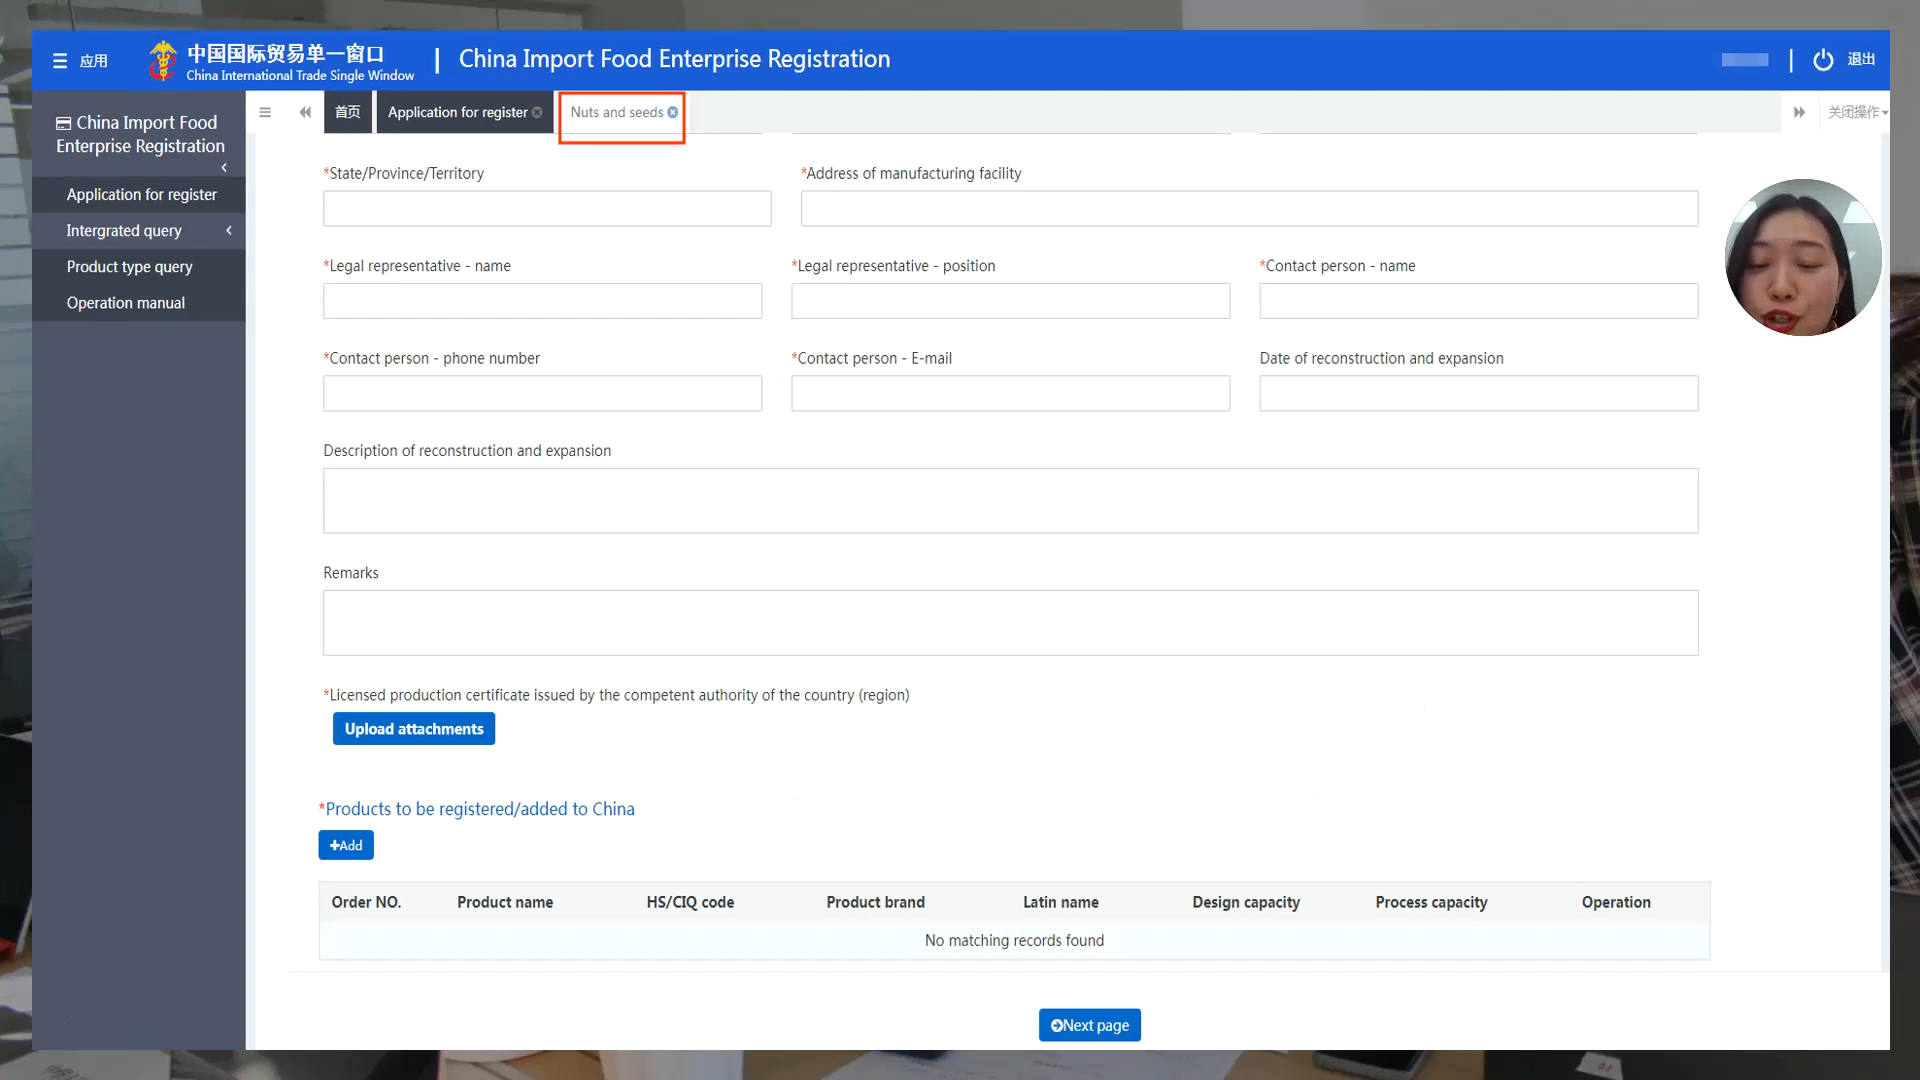 应用
中国国际贸易单一窗口
China International Trade Single Window
China Import Food Enterprise Registration
退出
China Import Food
Enterprise Registration
Application for register
Intergrated query
Product type query
Operation manual
首页
Application for register
Nuts and seeds
关闭操作
*State/Province/Territory
*Address of manufacturing facility
*Legal representative - name
*Legal representative - position
*Contact person - name
*Contact person - phone number
*Contact person - E-mail
Date of reconstruction and expansion
Description of reconstruction and expansion
Remarks
*Licensed production certificate issued by the competent authority of the country (region)
Upload attachments
*Products to be registered/added to China
+Add
Order NO.
Product name
HS/CIQ code
Product brand
Latin name
Design capacity
Process capacity
Operation
No matching records found
Next page